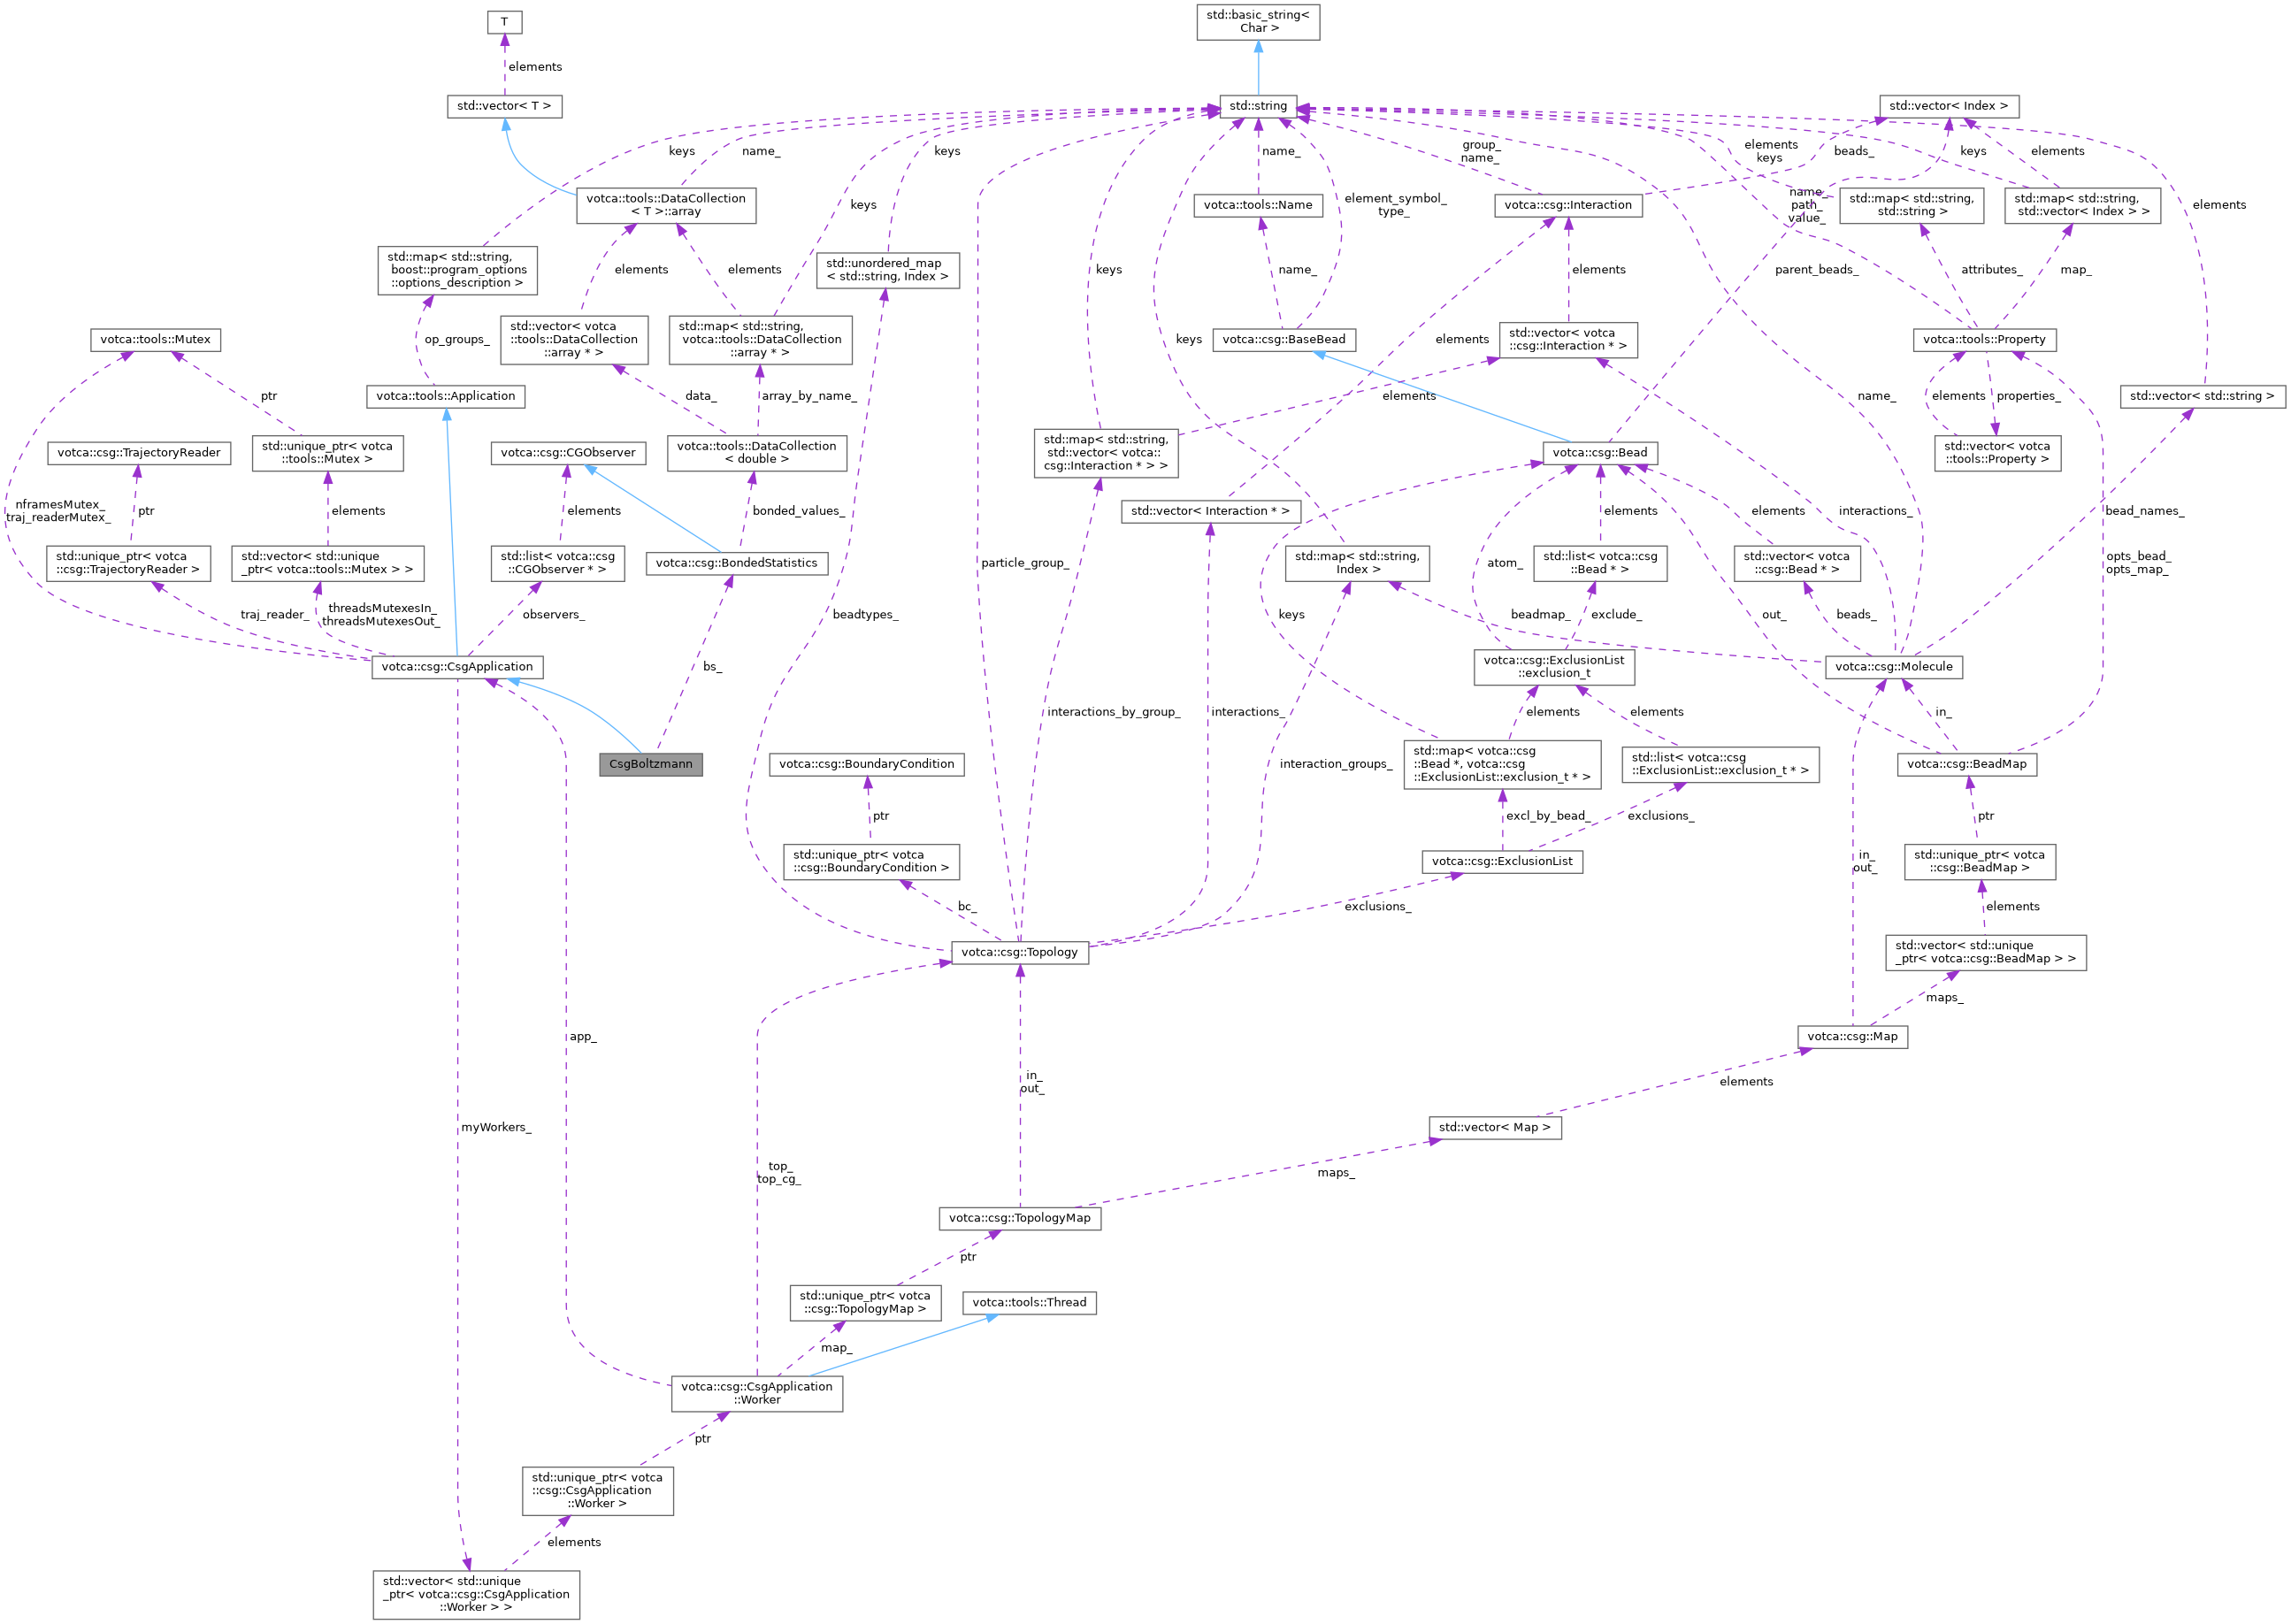 T
std::basic_string<
Char >
elements
std::vector< T >
std::string
std::vector< Index >
keys
name_
keys
name_
group_
name_
elements
keys
beads_
keys
elements
votca::tools::DataCollection
< T >::array
keys
votca::tools::Name
element_symbol_
type_
votca::csg::Interaction
name_
path_
value_
std::map< std::string,
std::string >
std::map< std::string,
std::vector< Index > >
elements
std::map< std::string,
boost::program_options
::options_description >
elements
elements
std::unordered_map
< std::string, Index >
keys
name_
elements
parent_beads_
attributes_
map_
votca::tools::Mutex
op_groups_
std::vector< votca
::tools::DataCollection
::array * >
std::map< std::string,
votca::tools::DataCollection
::array * >
keys
votca::csg::BaseBead
elements
std::vector< votca
::csg::Interaction * >
votca::tools::Property
ptr
votca::tools::Application
data_
array_by_name_
elements
name_
elements
properties_
std::vector< std::string >
votca::csg::TrajectoryReader
std::unique_ptr< votca
::tools::Mutex >
votca::csg::CGObserver
votca::tools::DataCollection
< double >
std::map< std::string,
std::vector< votca::
csg::Interaction * > >
votca::csg::Bead
std::vector< votca
::tools::Property >
nframesMutex_
traj_readerMutex_
ptr
elements
elements
bonded_values_
std::vector< Interaction * >
elements
elements
interactions_
bead_names_
std::unique_ptr< votca
::csg::TrajectoryReader >
std::vector< std::unique
_ptr< votca::tools::Mutex > >
std::list< votca::csg
::CGObserver * >
votca::csg::BondedStatistics
particle_group_
std::map< std::string,
Index >
atom_
std::list< votca::csg
::Bead * >
std::vector< votca
::csg::Bead * >
opts_bead_
opts_map_
traj_reader_
threadsMutexesIn_
threadsMutexesOut_
observers_
beadtypes_
keys
beadmap_
exclude_
out_
beads_
votca::csg::CsgApplication
bs_
votca::csg::ExclusionList
::exclusion_t
votca::csg::Molecule
interactions_by_group_
interactions_
elements
elements
in_
CsgBoltzmann
votca::csg::BoundaryCondition
interaction_groups_
std::map< votca::csg
::Bead *, votca::csg
::ExclusionList::exclusion_t * >
std::list< votca::csg
::ExclusionList::exclusion_t * >
votca::csg::BeadMap
ptr
excl_by_bead_
exclusions_
ptr
std::unique_ptr< votca
::csg::BoundaryCondition >
votca::csg::ExclusionList
in_
out_
std::unique_ptr< votca
::csg::BeadMap >
bc_
exclusions_
elements
votca::csg::Topology
std::vector< std::unique
_ptr< votca::csg::BeadMap > >
maps_
app_
votca::csg::Map
in_
out_
elements
myWorkers_
std::vector< Map >
top_
top_cg_
maps_
votca::csg::TopologyMap
ptr
std::unique_ptr< votca
::csg::TopologyMap >
votca::tools::Thread
map_
votca::csg::CsgApplication
::Worker
ptr
std::unique_ptr< votca
::csg::CsgApplication
::Worker >
elements
std::vector< std::unique
_ptr< votca::csg::CsgApplication
::Worker > >